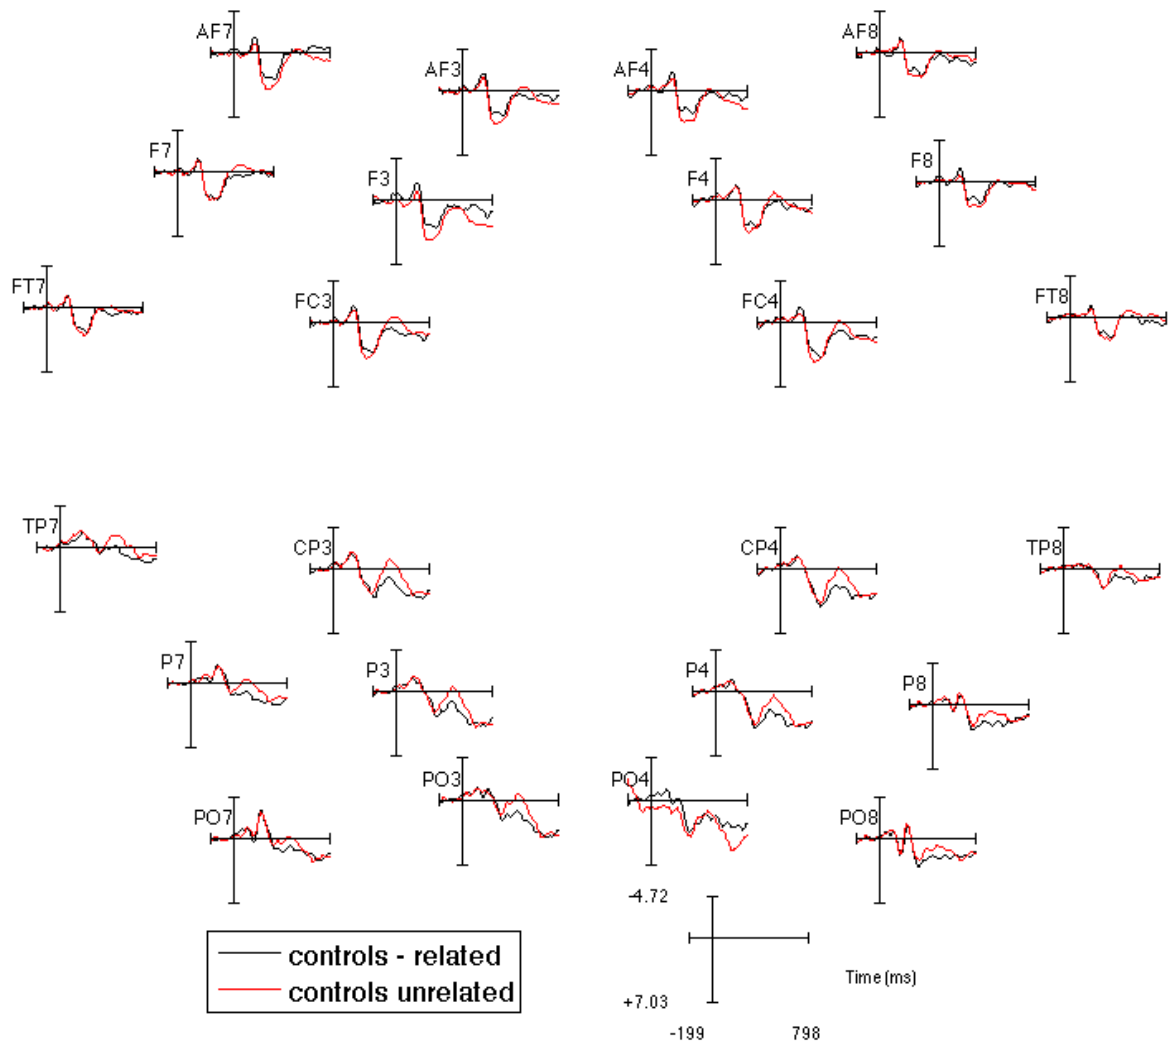 AF7
AF8
AF3
AF4
F7
F8
F3
F4
FT7
FC3
FC4
FT8
TP7
CP3
CP4
TP8
P7
P3
P4
P8
PO3
PO4
PO7
PO8
-4.72
controls - related
controls unrelated
Time (ms)
+7.03
-199
798